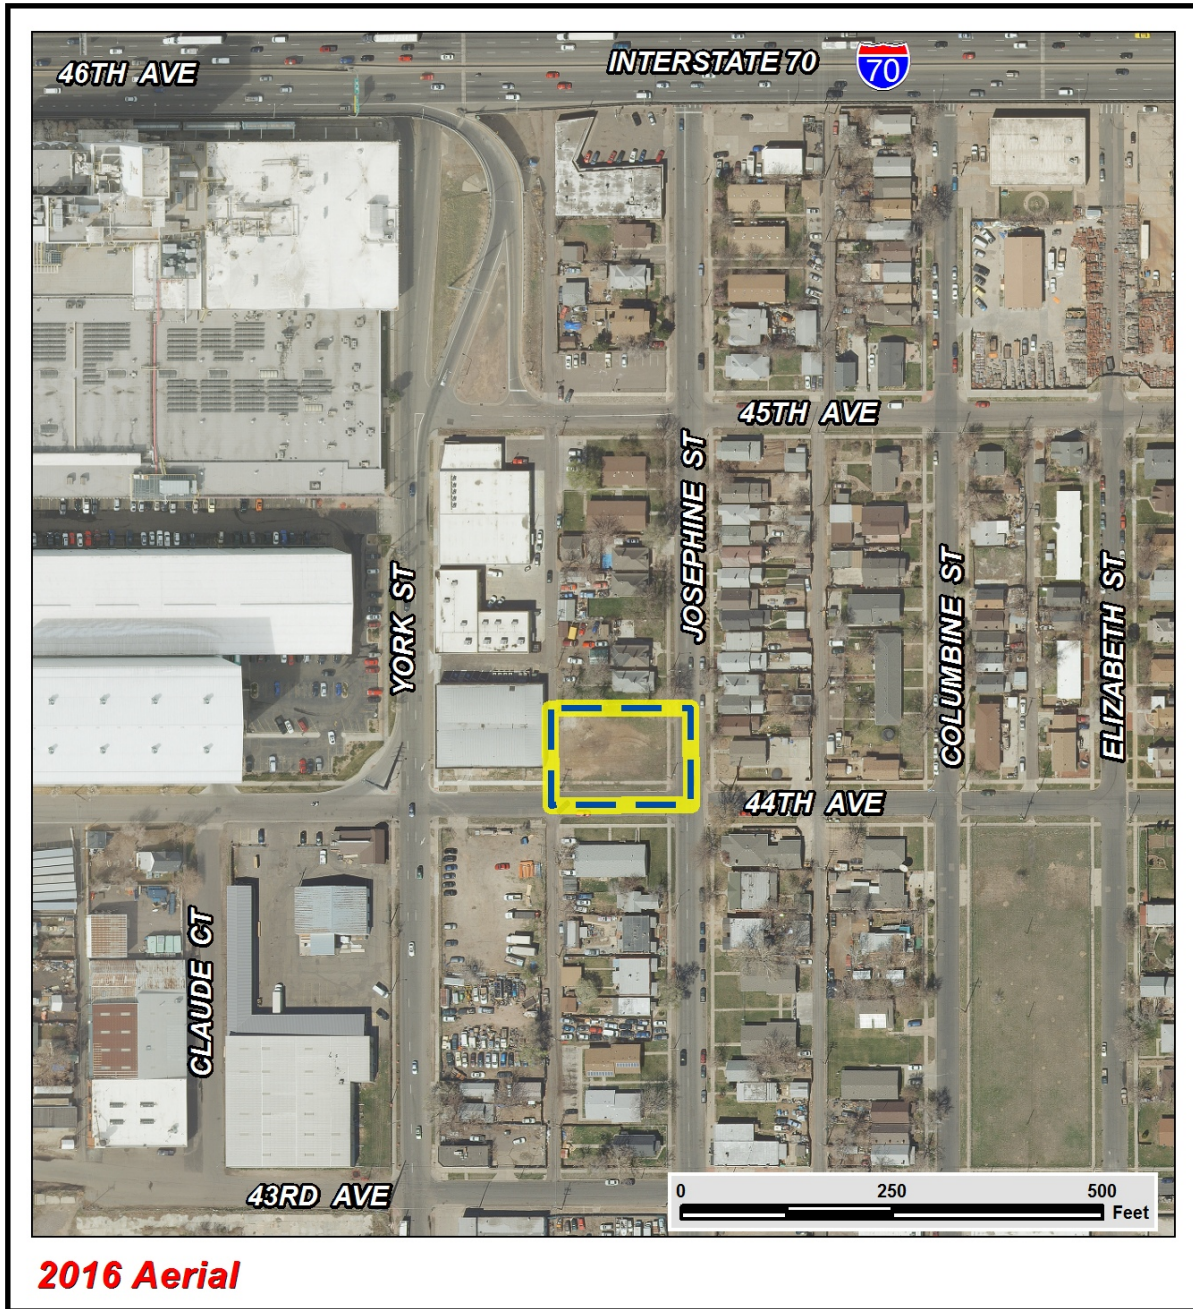 46TH AVE
INTERSTATE 70
70
45TH AVE
JOSEPHINE ST
YORK ST
COLUMBINE ST
ELIZABETH ST
44TH AVE
CLAUDE CT
43RD AVE
0 250 500
Feet
2016 Aerial